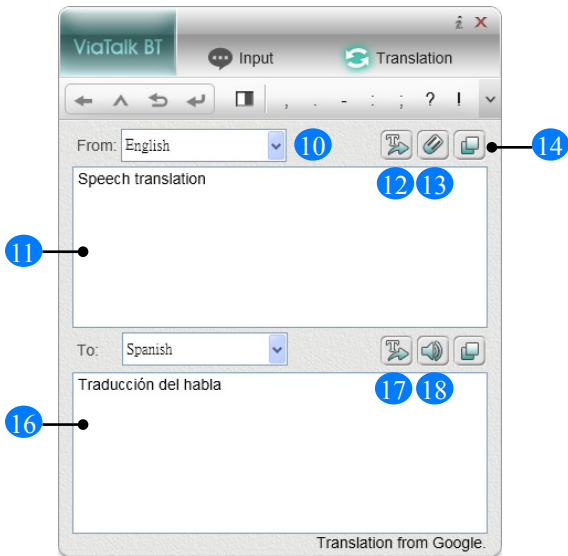 ViaTalk BT
i X
Input
Translation
, . - : ; ? !
From: English
10
14
12 13
Speech translation
11
To: Spanish
17 18
Traducción del habla
16
Translation from Google.